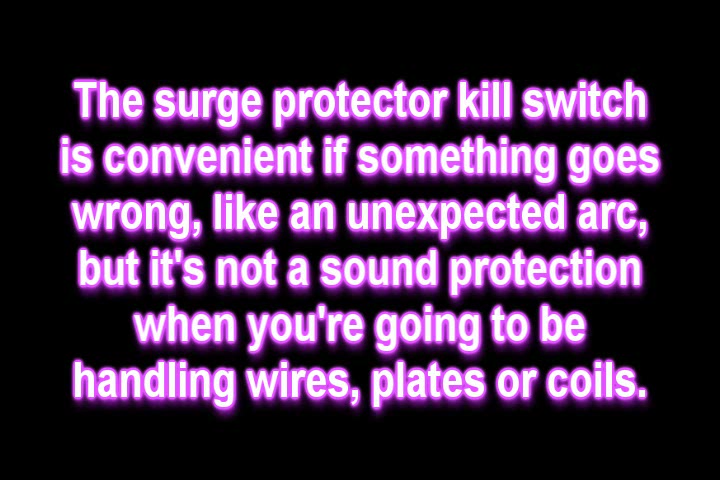 The surge protector kill switch
is convenient if something goes
wrong, like an unexpected arc,
but it's not a sound protection
when you're going to be
handling wires, plates or coils.